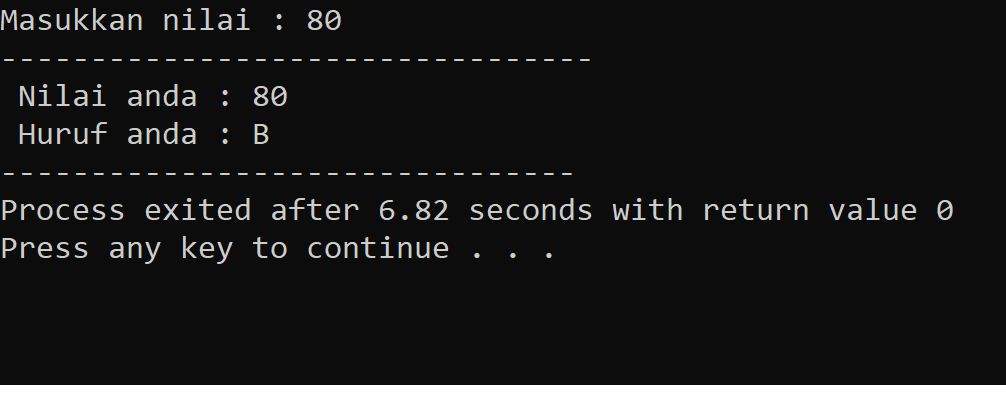 Masukkan nilai : 80
---------------------------------
 Nilai anda : 80
 Huruf anda : B
--------------------------------
Process exited after 6.82 seconds with return value 0
Press any key to continue . . .